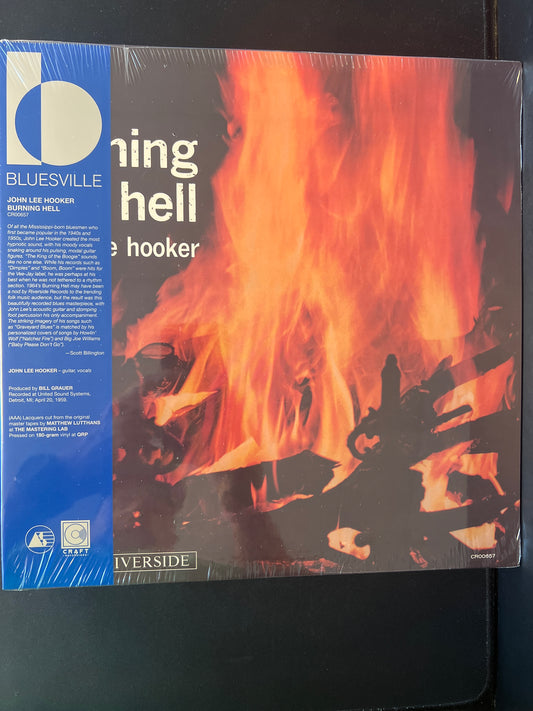 BLUESVILLE
JOHN LEE HOOKER
BURNING HELL
CR00657
Of all the Mississippi-born bluesmen who
first became popular in the 1940s and
1950s, John Lee Hooker created the most
hypnotic sound, with his moody vocals
snaking around his pulsing, modal guitar
figures. "The King of the Boogie" sounds
like no one else. While his records such as
"Dimples" and "Boom, Boom" were hits for
the Vee-Jay label, he was perhaps at his
best when he was not tethered to a rhythm
section. 1964's Burning Hell may have been
a nod by Riverside Records to the trending
folk music audience, but the result was this
beautifully recorded blues masterpiece, with
John Lee's acoustic guitar and stomping
foot percussion his only accompaniment.
The striking imagery of his songs such
as "Graveyard Blues" is matched by his
personalized covers of songs by Howlin'
Wolf ("Natchez Fire") and Big Joe Williams
("Baby Please Don't Go").
—Scott Billington
JOHN LEE HOOKER – guitar, vocals
Produced by BILL GRAUER
Recorded at United Sound Systems,
Detroit, MI; April 20, 1959.
(AAA) Lacquers cut from the original
master tapes by MATTHEW LUTTHANS
at THE MASTERING LAB
Pressed on 180-gram vinyl at QRP
CRAFT
RECORDINGS
ning
hell
e hooker
IVERSIDE
CR00657